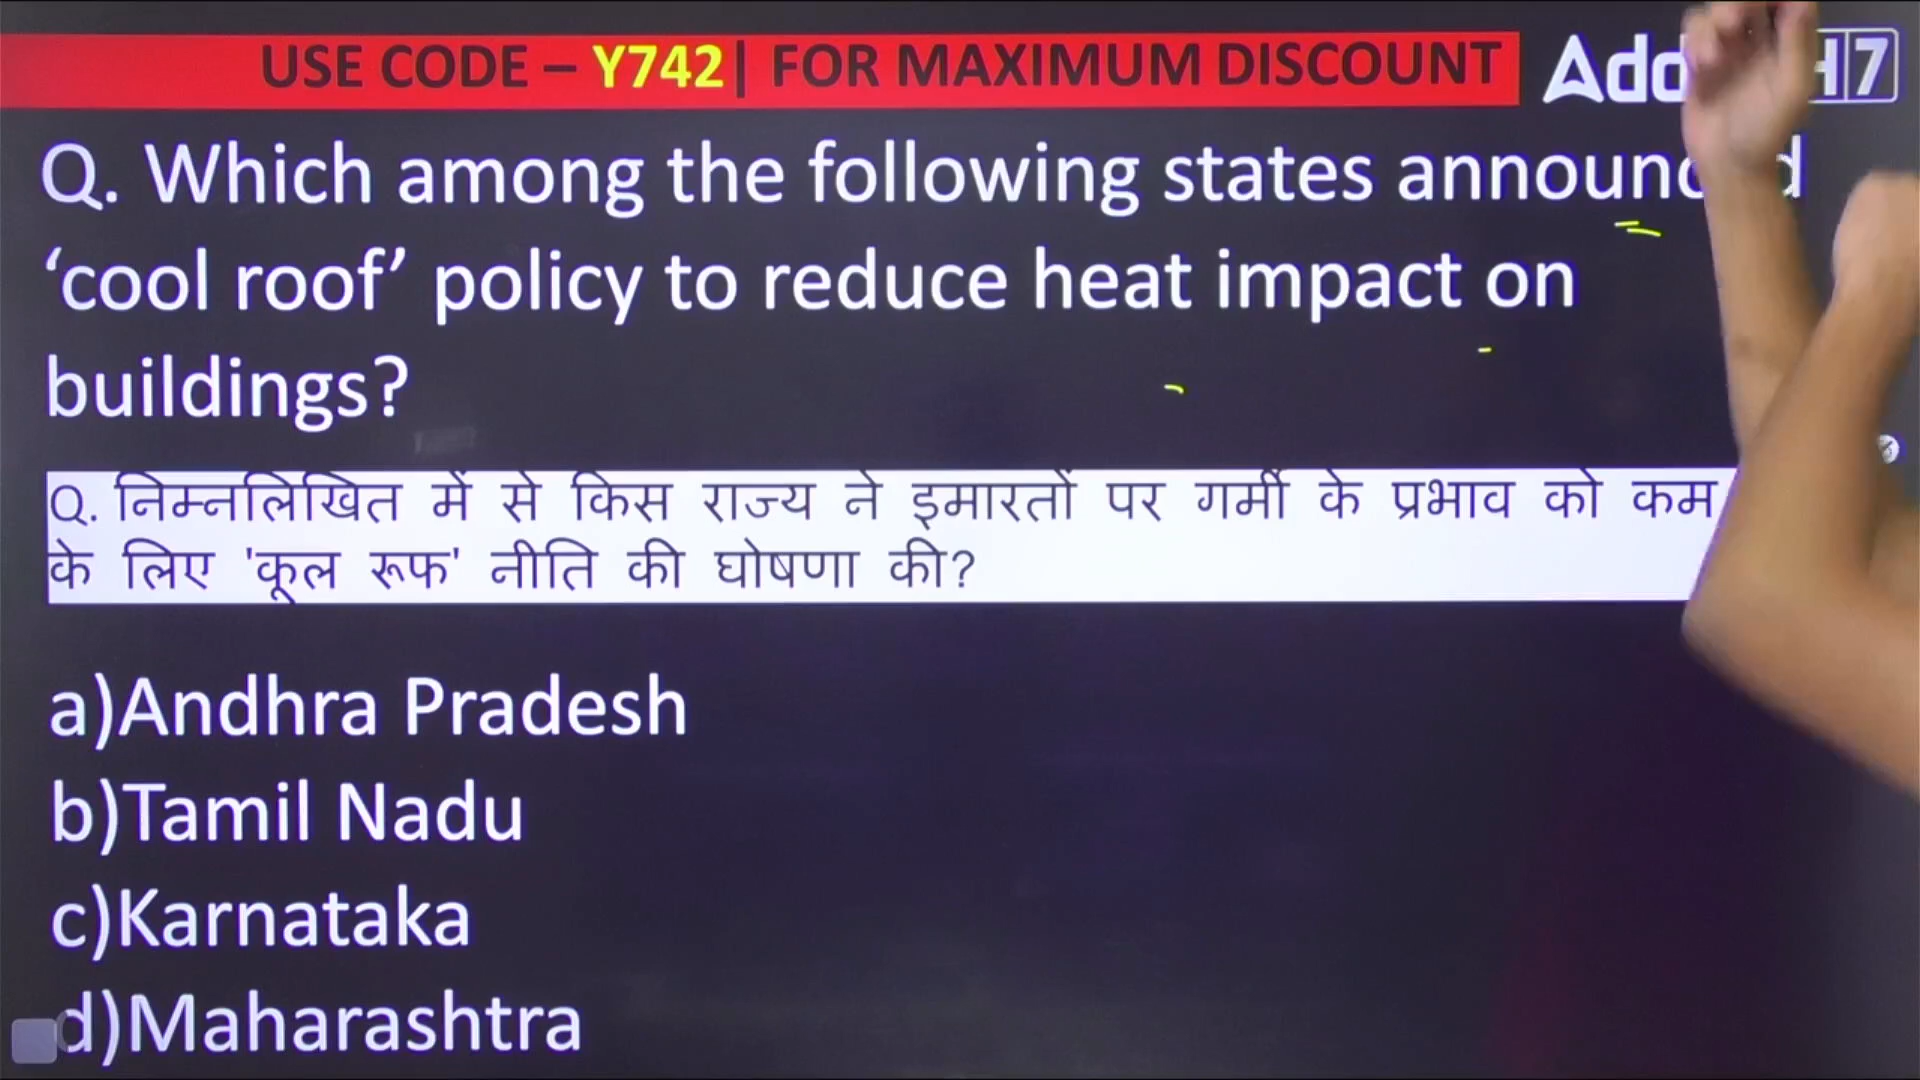 USE CODE – Y742| FOR MAXIMUM DISCOUNT
Q. Which among the following states
‘cool roof’ policy to reduce heat impact on
buildings?
Q. निम्नलिखित में से किस राज्य ने इमारतों पर गर्मी के प्रभाव को कम
के लिए 'कूल रूफ' नीति की घोषणा की?
a)Andhra Pradesh
b)Tamil Nadu
c)Karnataka
d)Maharashtra